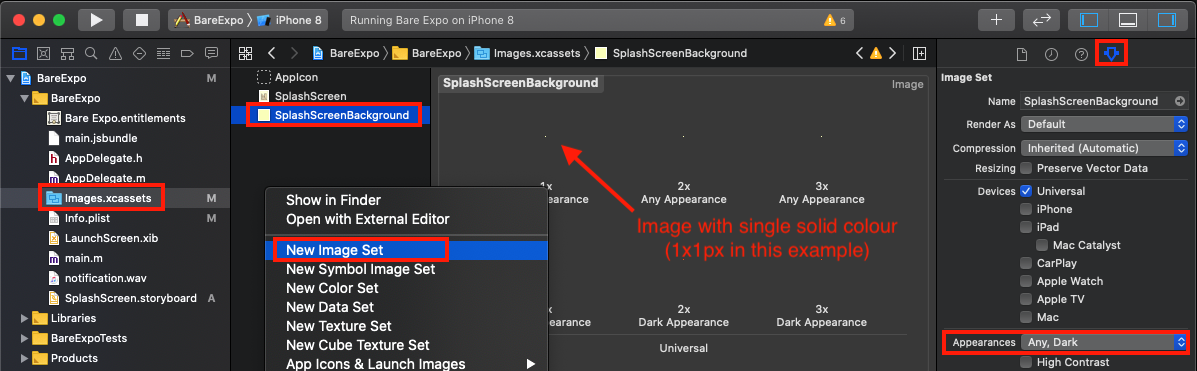 BareExpo
iPhone 8
Running Bare Expo on iPhone 8
6
BareExpo
BareExpo
Images.xcassets
SplashScreenBackground
BareExpo M
BareExpo
Bare Expo.entitlements
main.jsbundle
AppDelegate.h
AppDelegate.m
Images.xcassets M
Info.plist M
LaunchScreen.xib
main.m
notification.wav
SplashScreen.storyboard A
Libraries
BareExpoTests
Products
AppIcon
SplashScreen
SplashScreenBackground
SplashScreenBackground
Image
1x 2x 3x
pearance Any Appearance Any Appearance
Image with single solid colour
(1x1px in this example)
2x 3x
pearance Dark Appearance Dark Appearance
Universal
Show in Finder
Open with External Editor
New Image Set
New Symbol Image Set
New Color Set
New Data Set
New Texture Set
New Cube Texture Set
App Icons & Launch Images
Image Set
Name SplashScreenBackground
Render As Default
Compression Inherited (Automatic)
Resizing Preserve Vector Data
Devices Universal
iPhone
iPad
Mac Catalyst
CarPlay
Apple Watch
Apple TV
Mac
Appearances Any, Dark
High Contrast